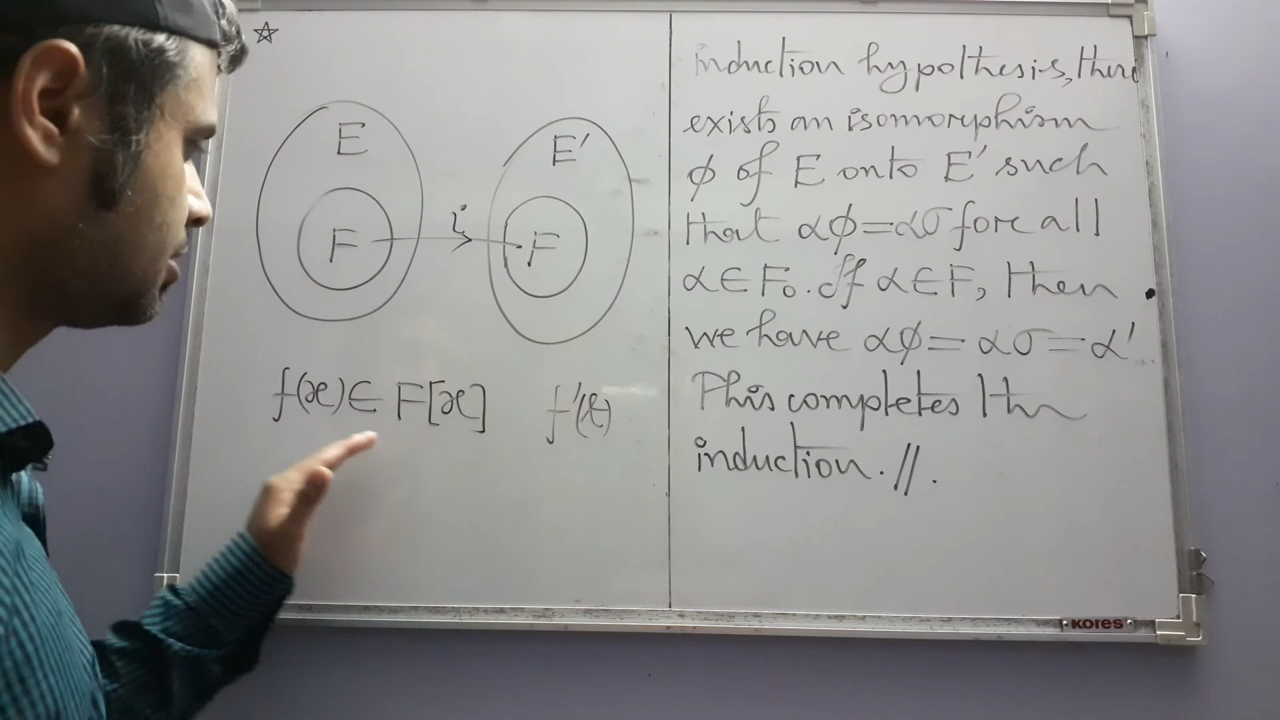 E
E'
F
i
F
f(x) ∈ F[x] f'(t)
induction hypothesis, there
exists an isomorphism
ϕ of E onto E' such
that αϕ = ασ for all
α ∈ F₀. If α ∈ F, then
we have αϕ = ασ = α'
This completes the
induction. //.
KORES